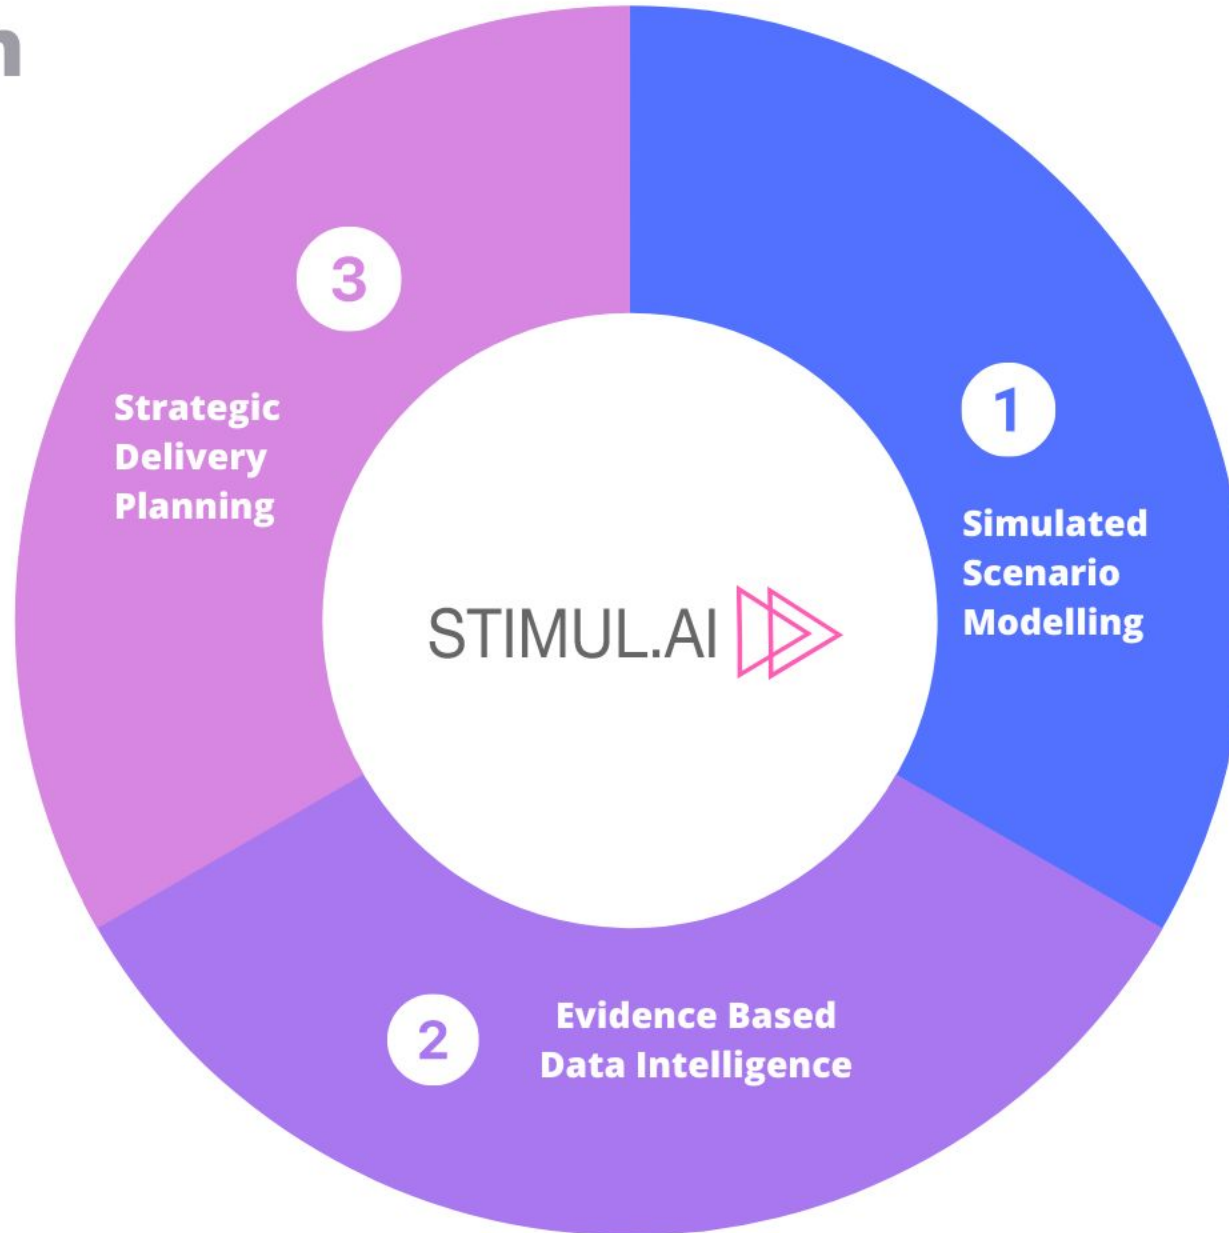 3
Strategic
Delivery
Planning
1
Simulated
Scenario
Modelling
STIMUL.AI
2
Evidence Based
Data Intelligence